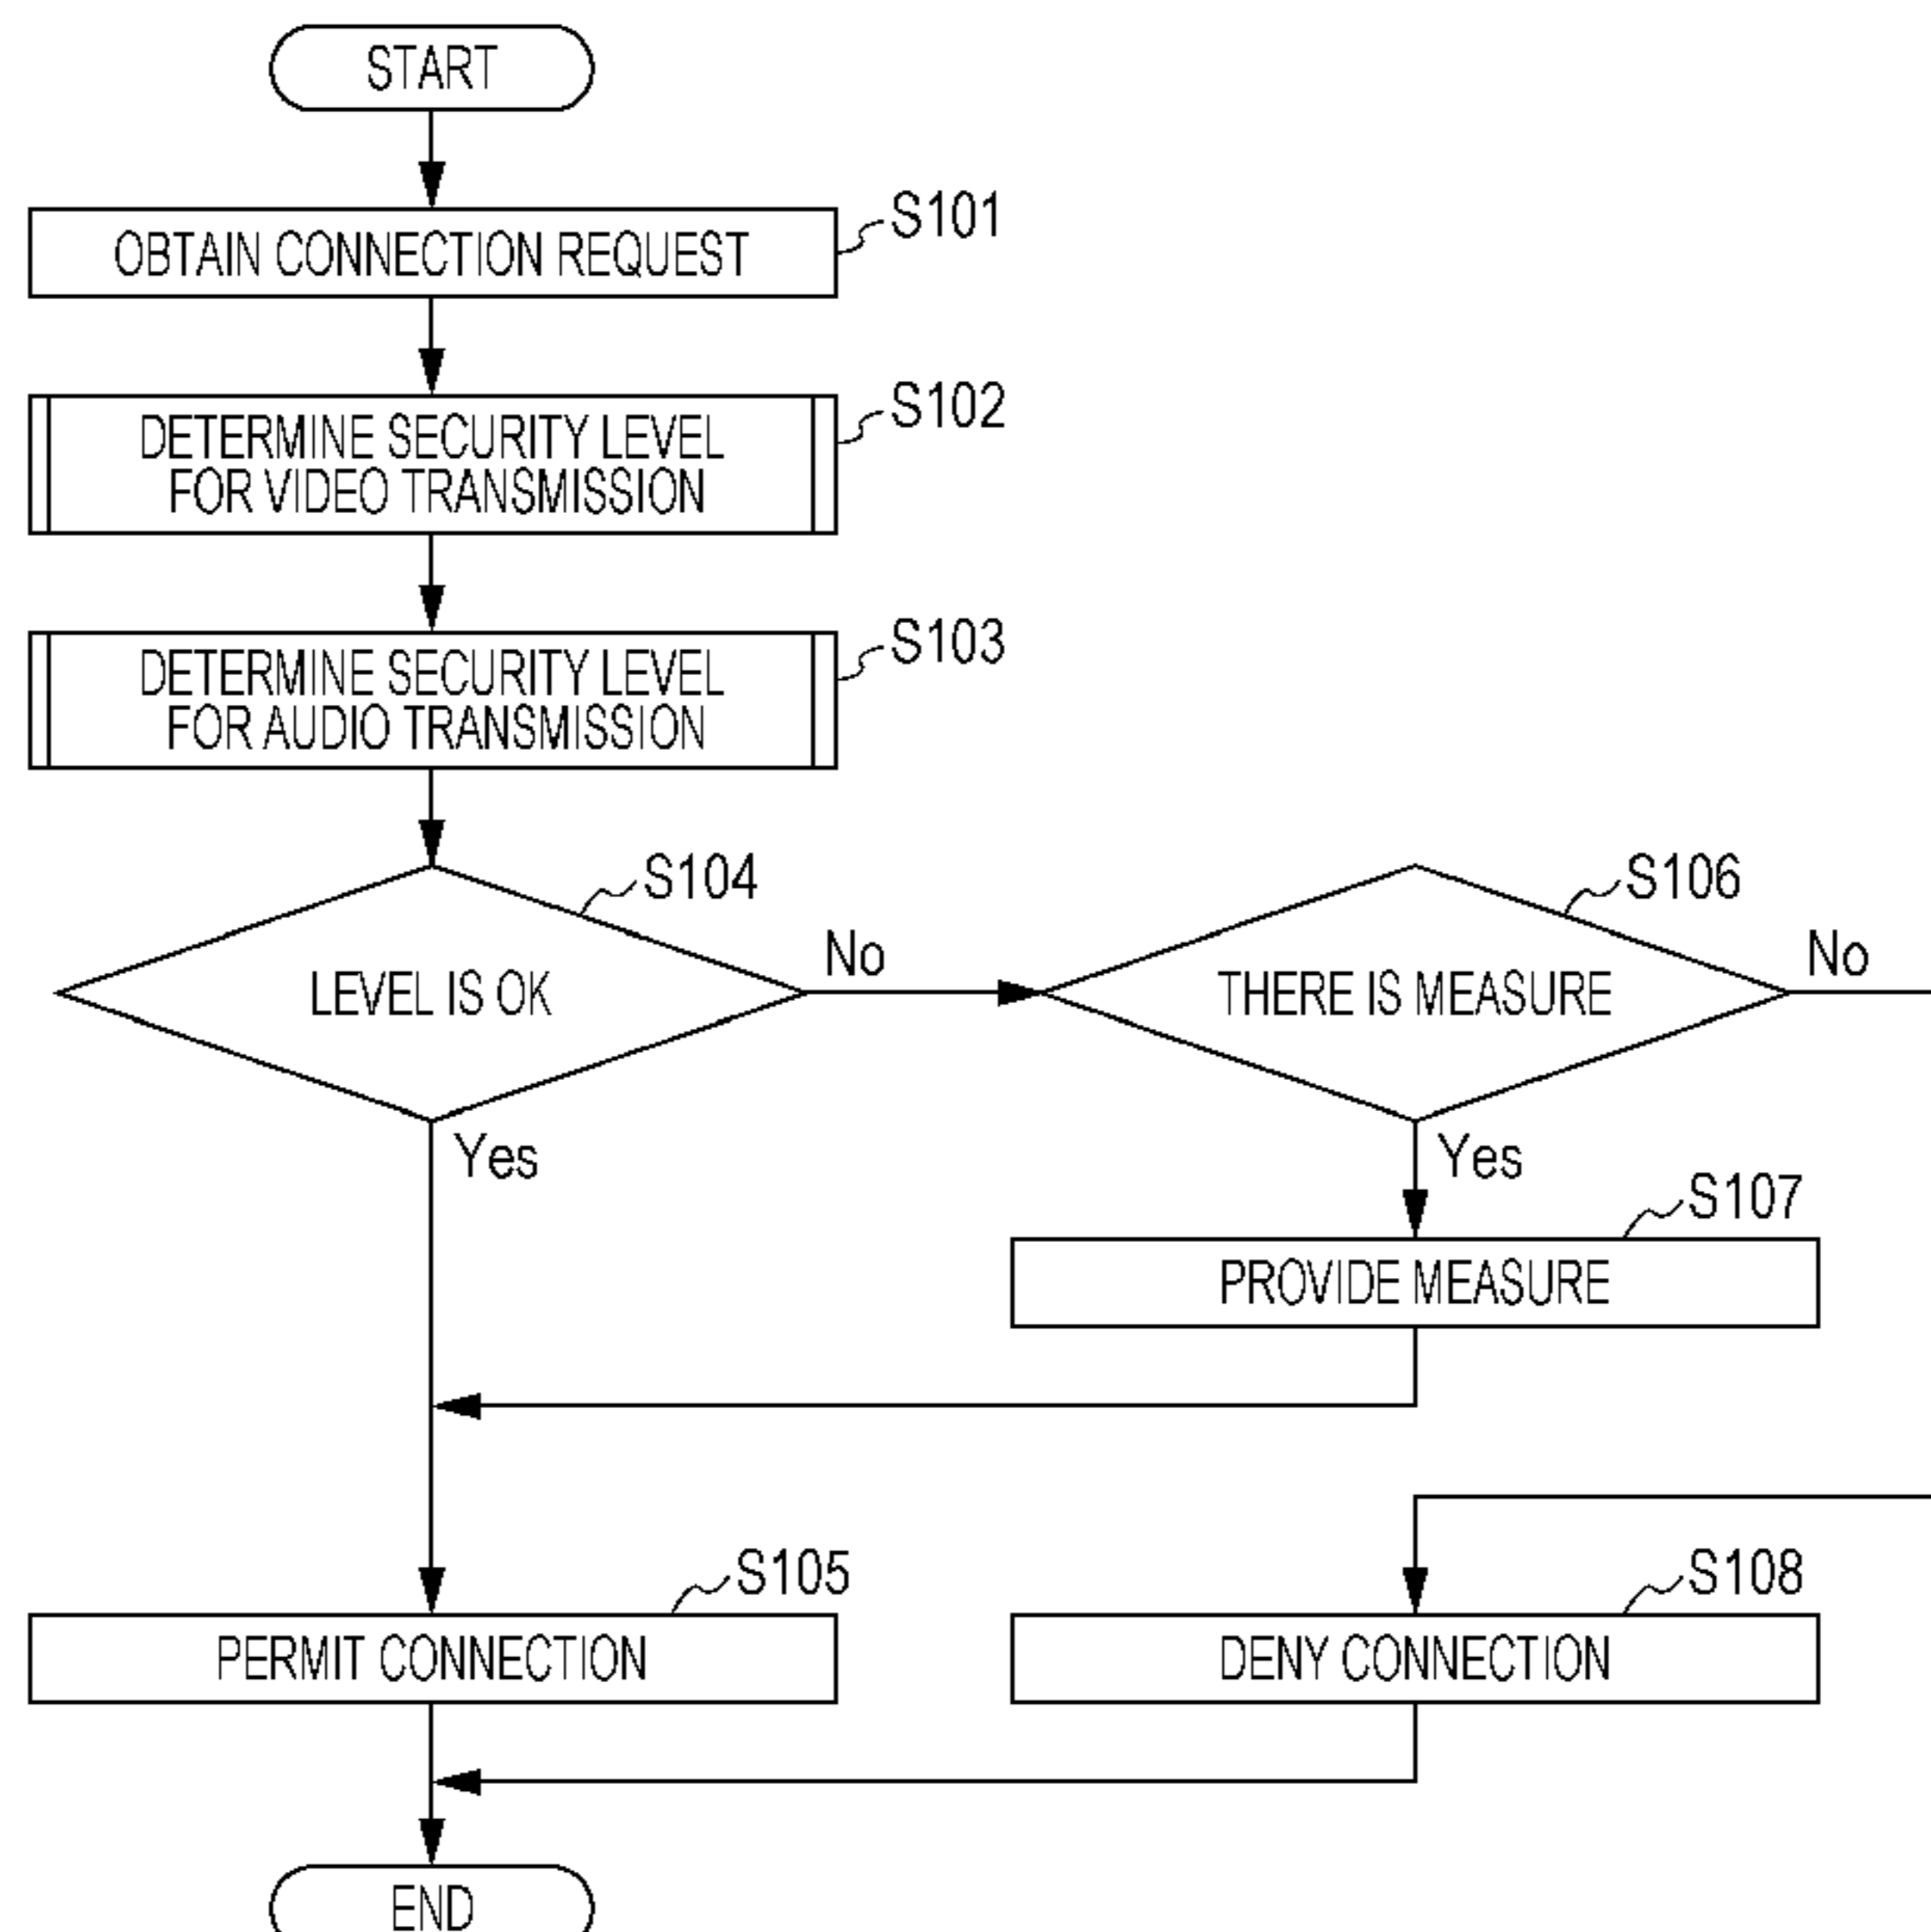 START
OBTAIN CONNECTION REQUEST
S101
DETERMINE SECURITY LEVEL
FOR VIDEO TRANSMISSION
S102
DETERMINE SECURITY LEVEL
FOR AUDIO TRANSMISSION
S103
LEVEL IS OK
S104
No
Yes
THERE IS MEASURE
S106
No
Yes
PROVIDE MEASURE
S107
PERMIT CONNECTION
S105
DENY CONNECTION
S108
END